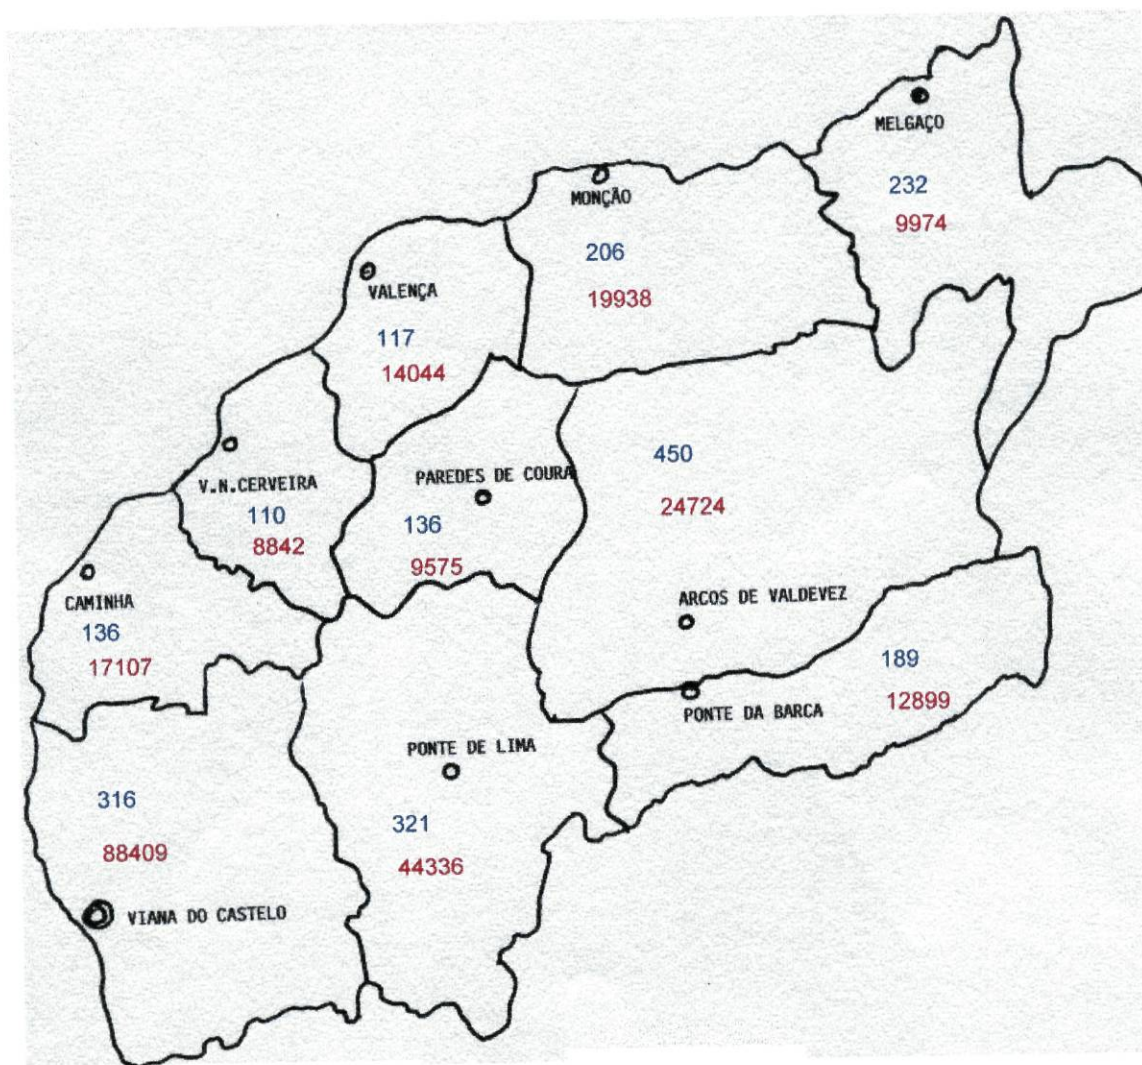 MELGAÇO
232
9974
MONÇÃO
206
19938
VALENÇA
117
14044
V.N.CERVEIRA
110
8842
PAREDES DE COURA
136
9575
450
24724
ARCOS DE VALDEVEZ
CAMINHA
136
17107
189
12899
PONTE DA BARCA
PONTE DE LIMA
321
44336
316
88409
VIANA DO CASTELO